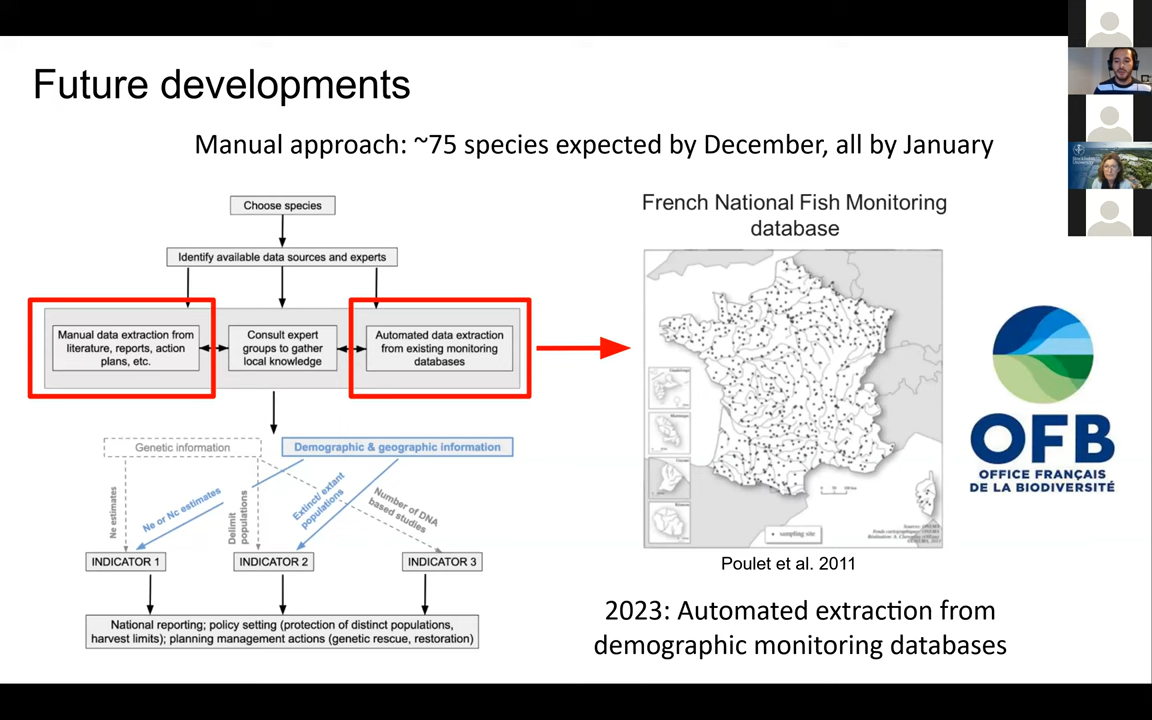 Future developments
Manual approach: ~75 species expected by December, all by January
Choose species
Identify available data sources and experts
Manual data extraction from
literature, reports, action
plans, etc.
Consult expert
groups to gather
local knowledge
Automated data extraction
from existing monitoring
databases
Genetic information
Demographic & geographic information
Ne estimates
Ne or Nc estimates
Delimit
populations
Extinct/ extant
populations
Number of DNA
based studies
INDICATOR 1
INDICATOR 2
INDICATOR 3
National reporting; policy setting (protection of distinct populations,
harvest limits); planning management actions (genetic rescue, restoration)
French National Fish Monitoring
database
sampling site
Poulet et al. 2011
2023: Automated extraction from
demographic monitoring databases
OFB
OFFICE FRANÇAIS
DE LA BIODIVERSITÉ
Stockholm
University